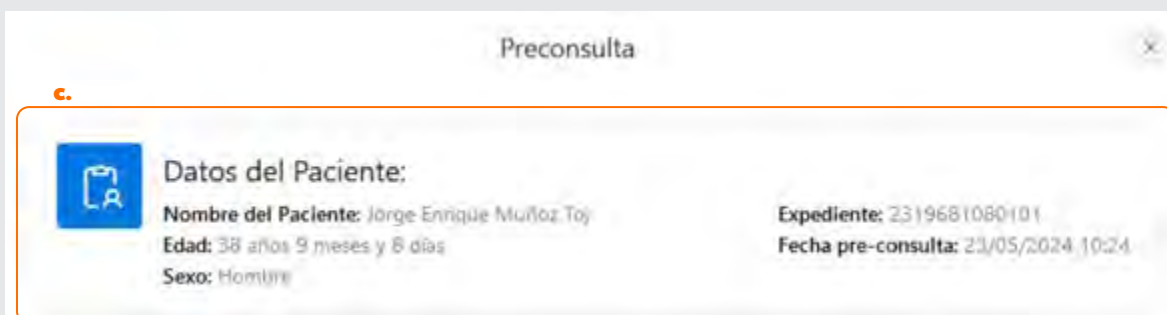 Preconsulta
c.
Datos del Paciente:
Nombre del Paciente: Jorge Enrique Muñoz Toj
Expediente: 2319681080101
Edad: 38 años 9 meses y 8 días
Fecha pre-consulta: 23/05/2024 10:24
Sexo: Hombre